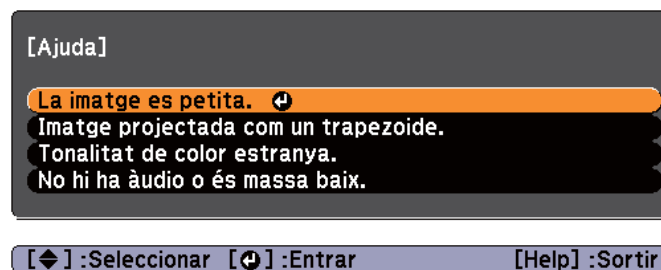 [Ajuda]
La imatge es petita.
Imatge projectada com un trapezoide.
Tonalitat de color estranya.
No hi ha àudio o és massa baix.
[◆] :Seleccionar [↵] :Entrar [Help] :Sortir